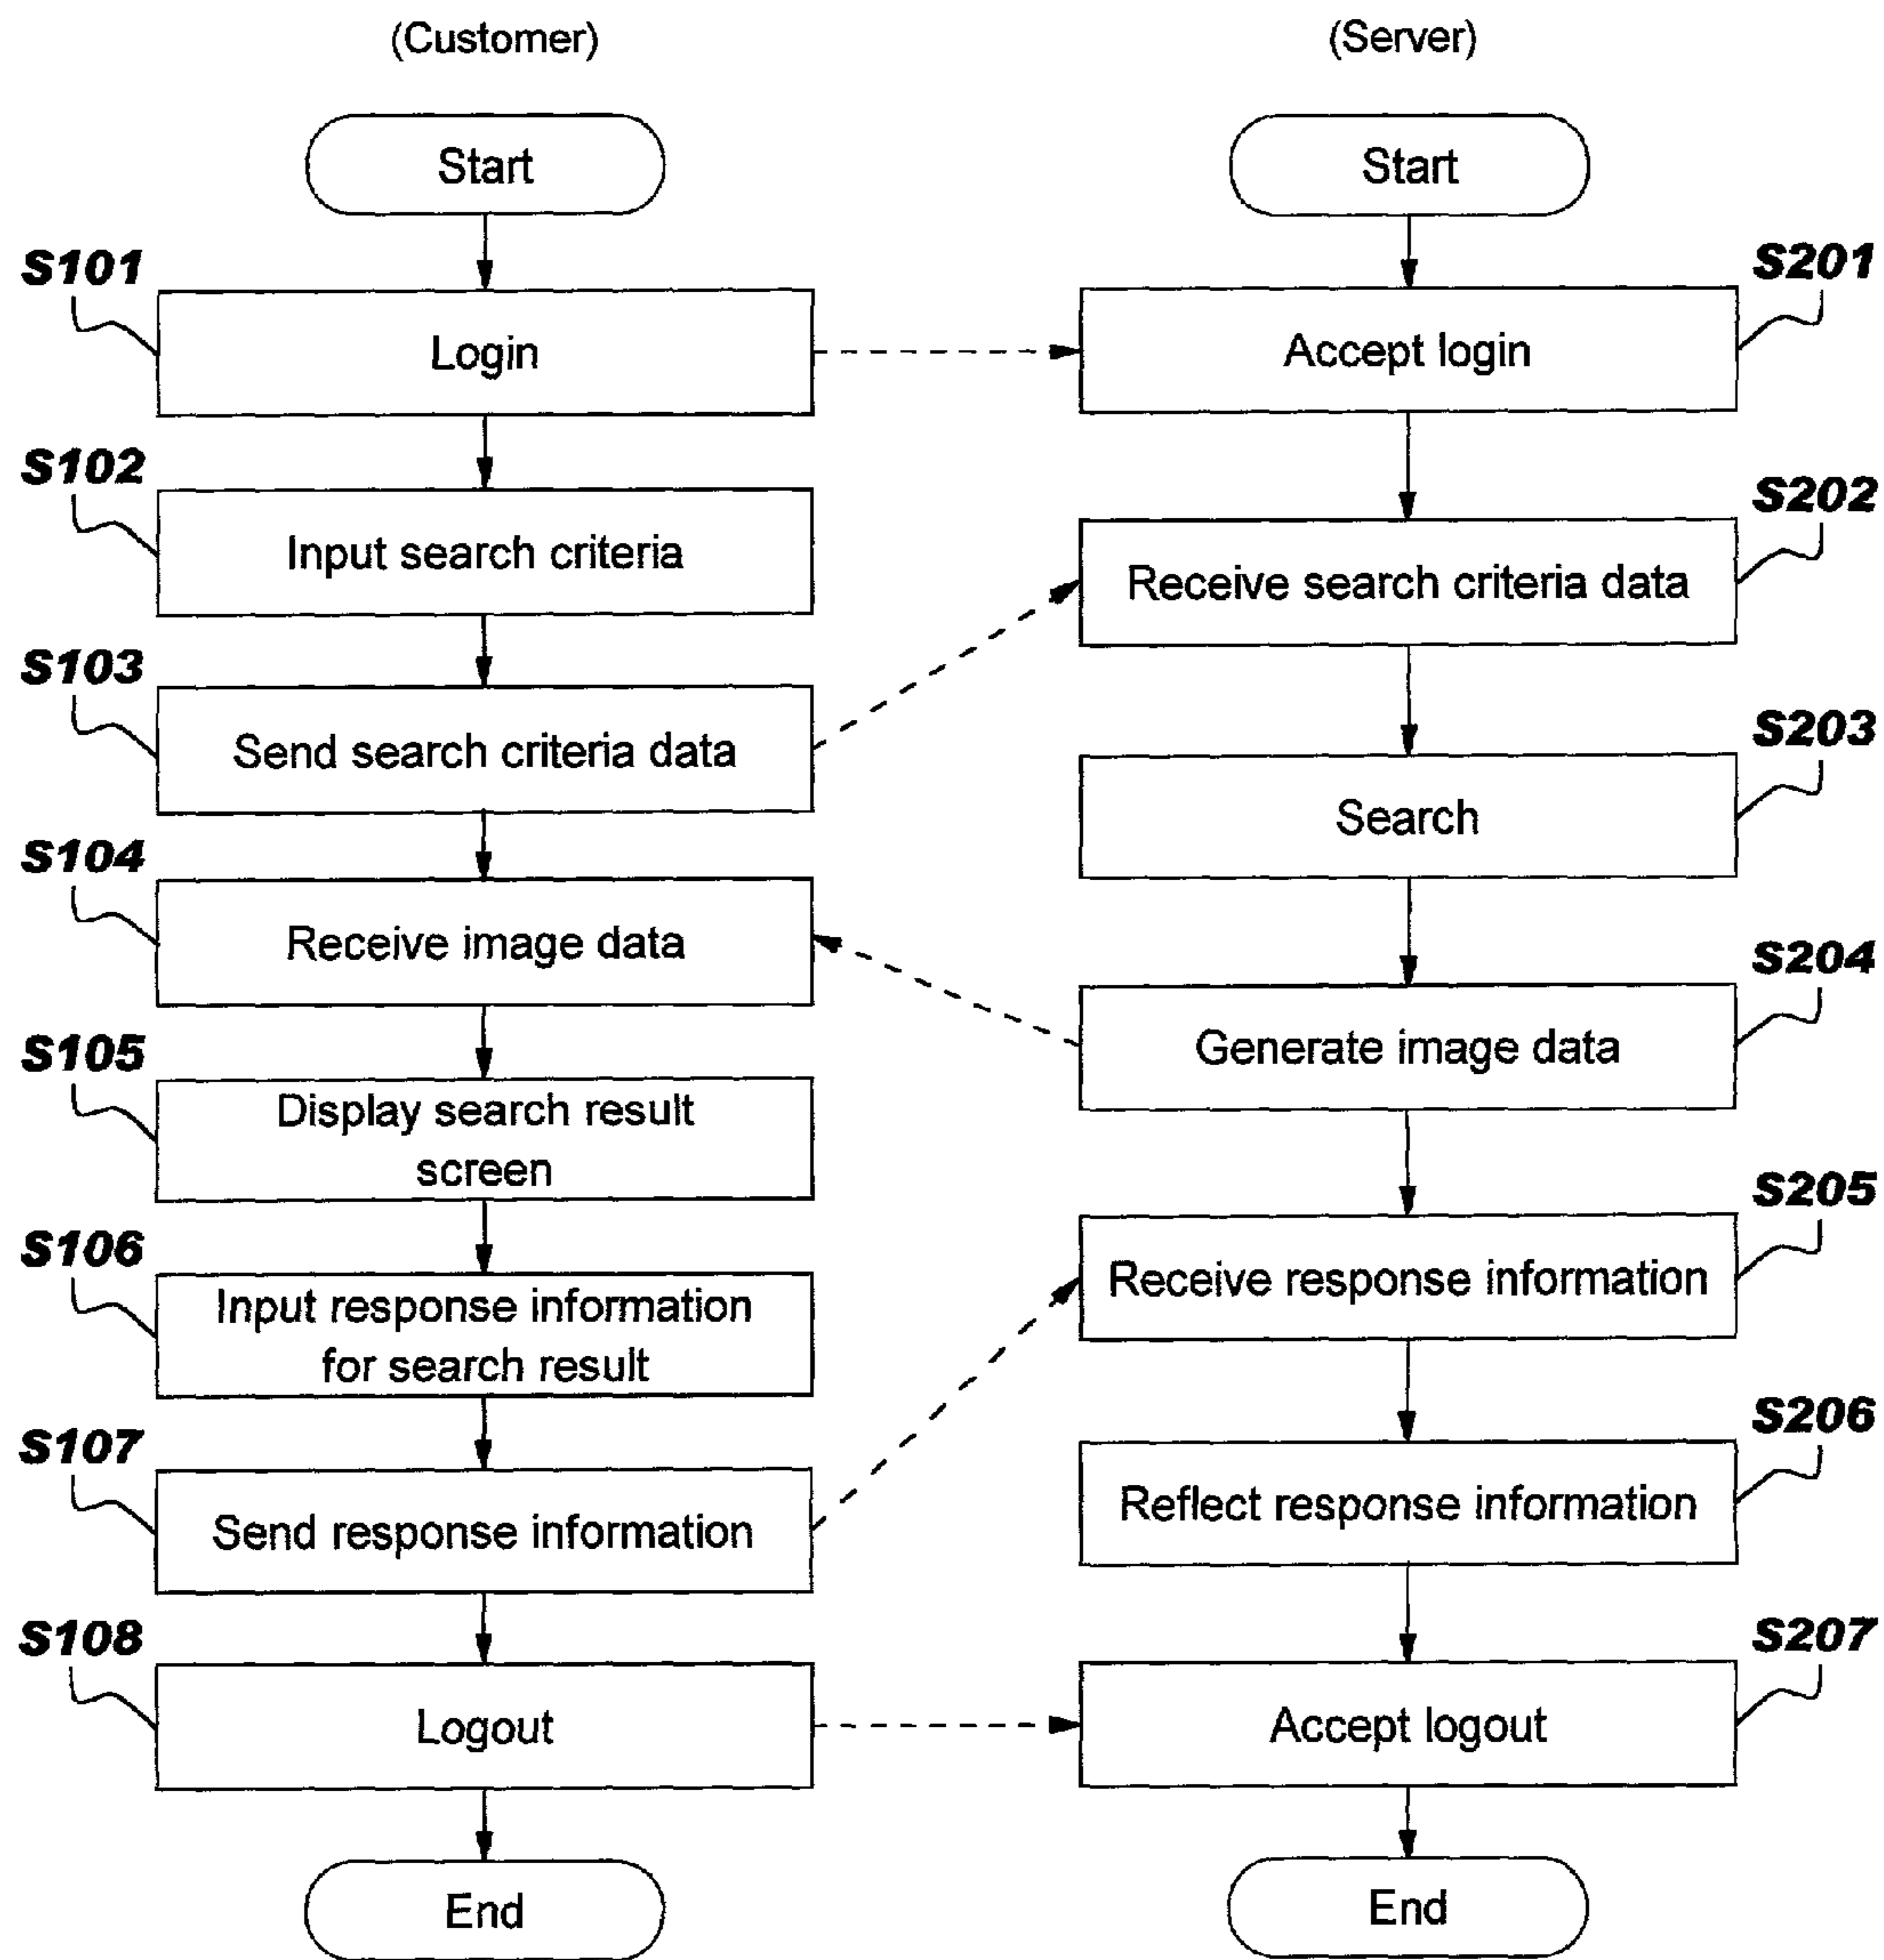 (Customer)
(Server)
Start
Start
S101
Login
S201
Accept login
S102
Input search criteria
S202
Receive search criteria data
S103
Send search criteria data
S203
Search
S104
Receive image data
S204
Generate image data
S105
Display search result
screen
S205
Receive response information
S106
Input response information
for search result
S206
Reflect response information
S107
Send response information
S207
Accept logout
S108
Logout
End
End